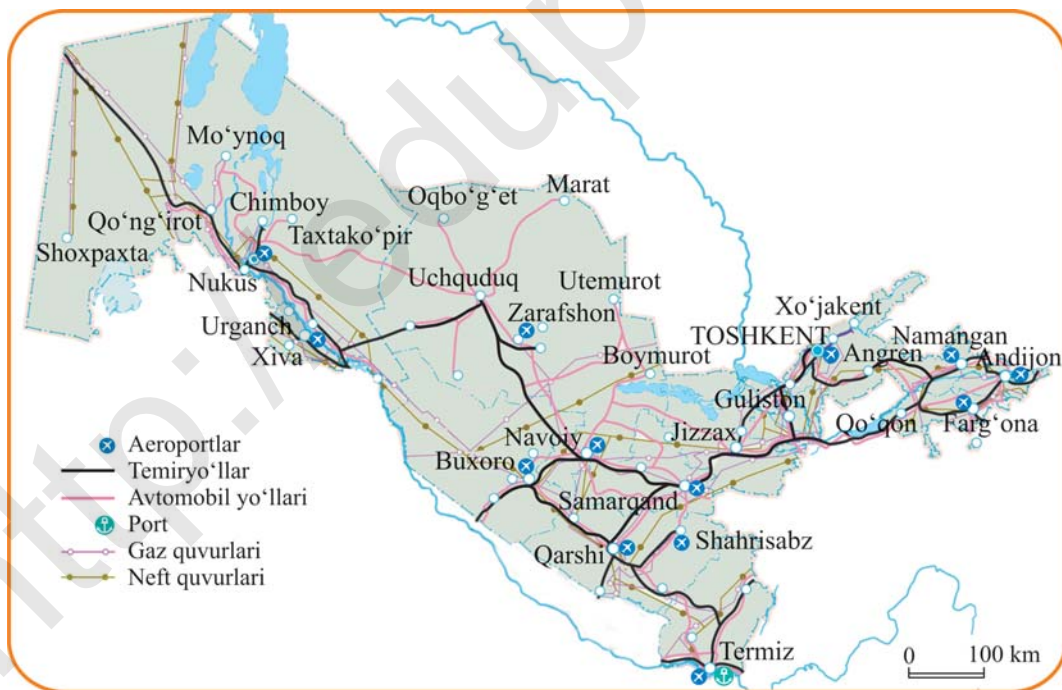 http://edup
Mo‘ynoq
Chimboy
Oqbo‘g‘et
Marat
Qo‘ng‘irot
Taxtako‘pir
Shoxpaxta
Nukus
Uchquduq
Utemurot
Xo‘jakent
Zarafshon
Urganch
TOSHKENT
Namangan
Xiva
Boymurot
Angren
Andijon
Guliston
Navoiy
Jizzax
Qo‘qon
Farg‘ona
Buxoro
Samarqand
Qarshi
Shahrisabz
Termiz
Aeroportlar
Temiryo‘llar
Avtomobil yo‘llari
Port
Gaz quvurlari
Neft quvurlari
0 100 km